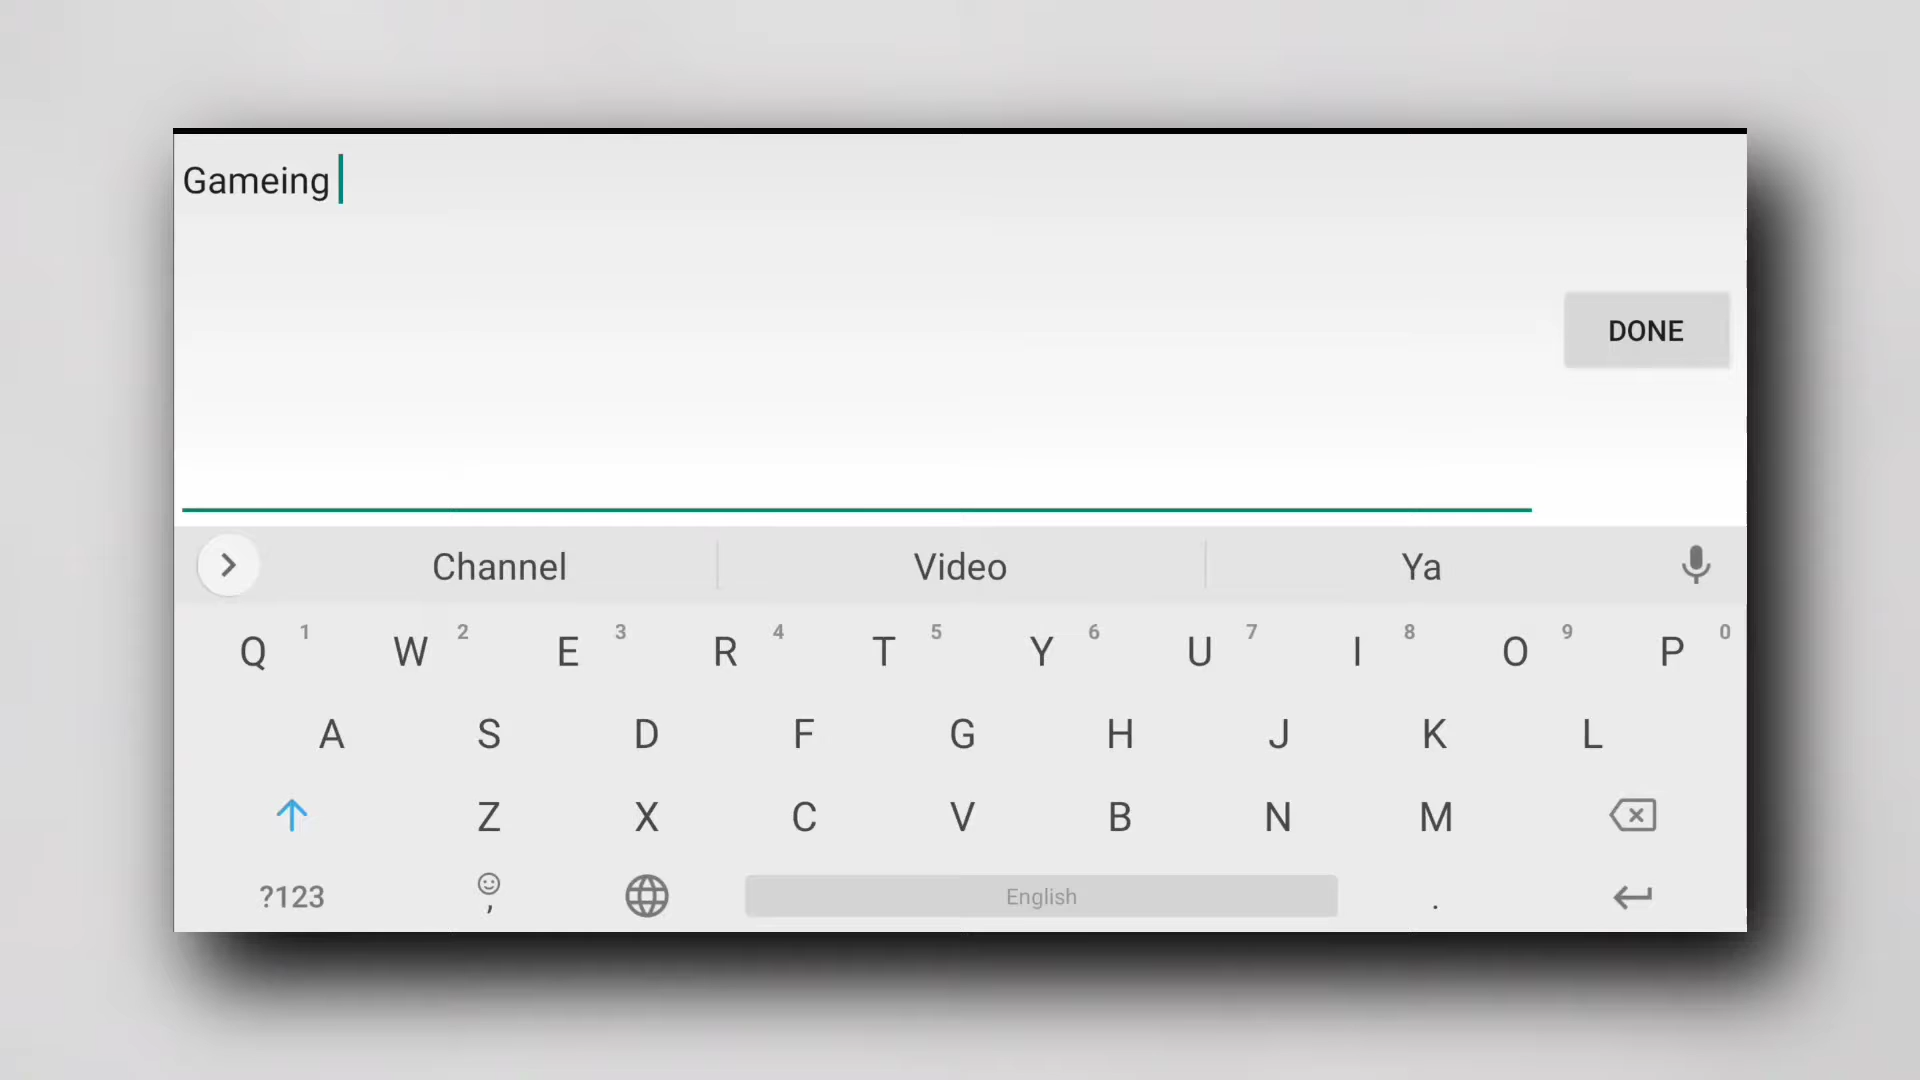 Gameing
DONE
Channel Video Ya
Q 1 W 2 E 3 R 4 T 5 Y 6 U 7 I 8 O 9 P 0
A S D F G H J K L
Z X C V B N M
?123 , English .